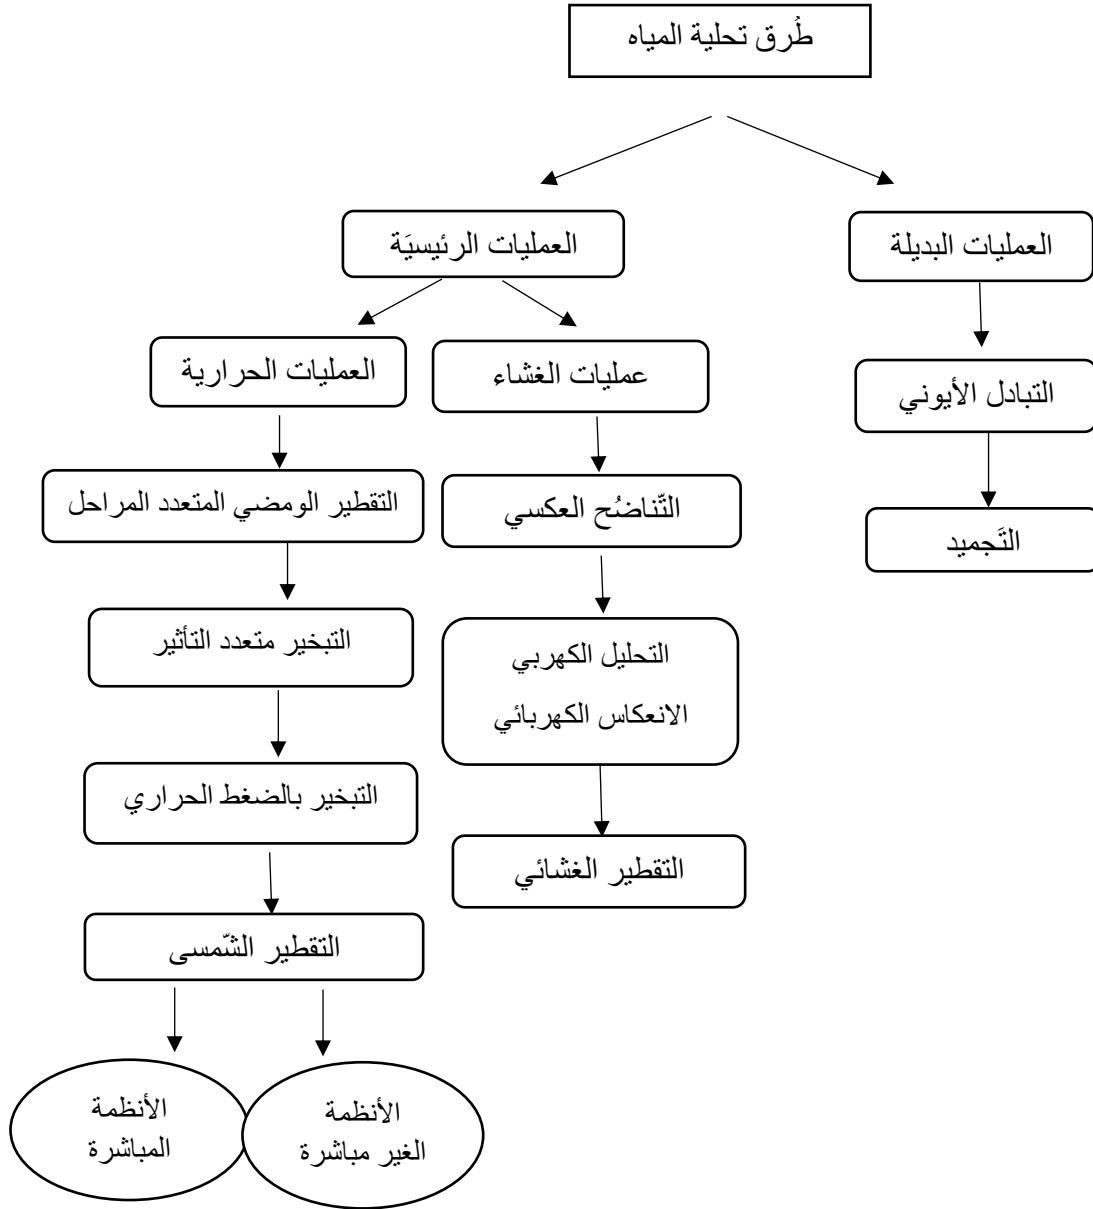 طُرق تحلية المياه
العمليات البديلة
العمليات الرئيسيَة
التبادل الأيوني
عمليات الغشاء
العمليات الحرارية
التَجميد
التّناضُح العكسي
التقطير الومضي المتعدد المراحل
التحليل الكهربي
الانعكاس الكهربائي
التبخير متعدد التأثير
التبخير بالضغط الحراري
التقطير الغشائي
التقطير الشّمسى
الأنظمة
الغير مباشرة
الأنظمة
المباشرة